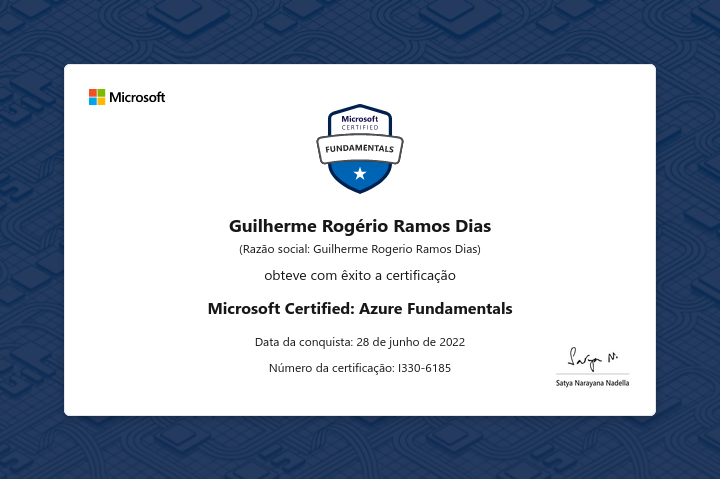 Microsoft
Microsoft
CERTIFIED
FUNDAMENTALS
Guilherme Rogério Ramos Dias
(Razão social: Guilherme Rogerio Ramos Dias)
obteve com êxito a certificação
Microsoft Certified: Azure Fundamentals
Data da conquista: 28 de junho de 2022
Número da certificação: I330-6185
Satya N.
Satya Narayana Nadella